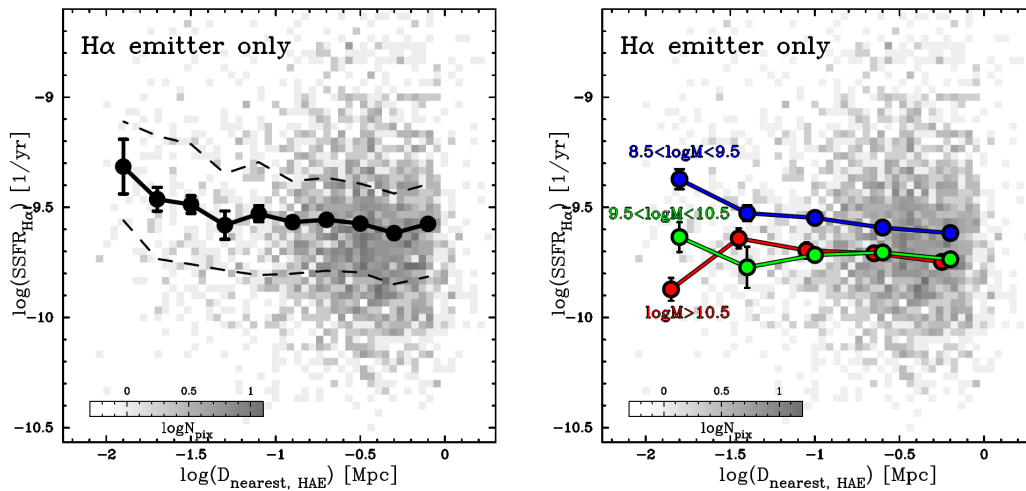 Hα emitter only
-9
-10
-10.5
log(SSFR_Hα) [1/yr]
0 0.5 1
logN_pix
-2 -1.5 -1 -0.5 0
log(D_nearest, HAE) [Mpc]
Hα emitter only
-9
-9.5
-10
-10.5
log(SSFR_Hα) [1/yr]
8.5<logM<9.5
9.5<logM<10.5
logM>10.5
0 0.5 1
logN_pix
-2 -1.5 -1 -0.5 0
log(D_nearest, HAE) [Mpc]